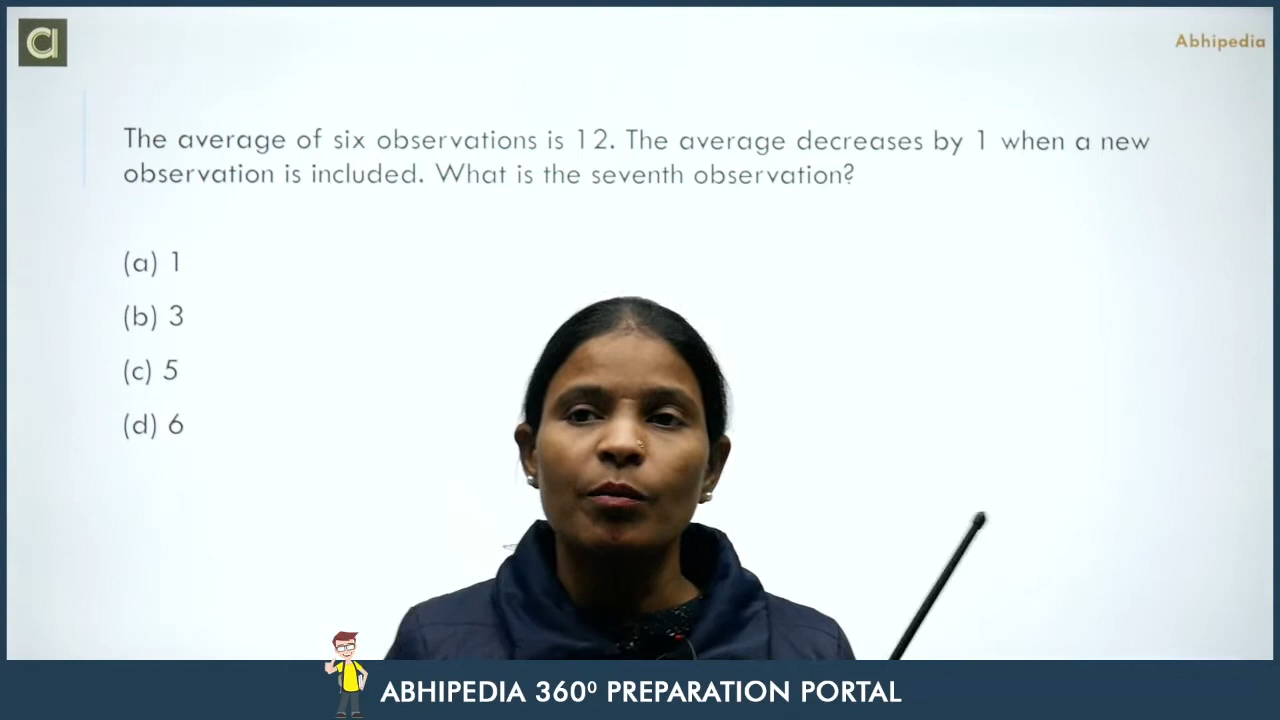 Abhipedia
The average of six observations is 12. The average decreases by 1 when a new
observation is included. What is the seventh observation?
(a) 1
(b) 3
(c) 5
(d) 6
ABHIPEDIA 360⁰ PREPARATION PORTAL